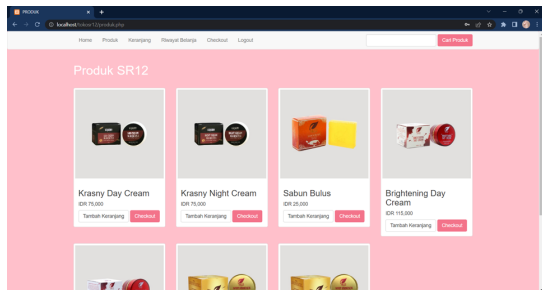 PRODUK
localhost/tokosr12/produk.php
Home Produk Keranjang Riwayat Belanja Checkout Logout Cari Produk
Produk SR12
Krasny Day Cream
IDR 75,000
Tambah Keranjang Checkout
Krasny Night Cream
IDR 75,000
Tambah Keranjang Checkout
Sabun Bulus
IDR 25,000
Tambah Keranjang Checkout
Brightening Day
Cream
IDR 115,000
Tambah Keranjang Checkout